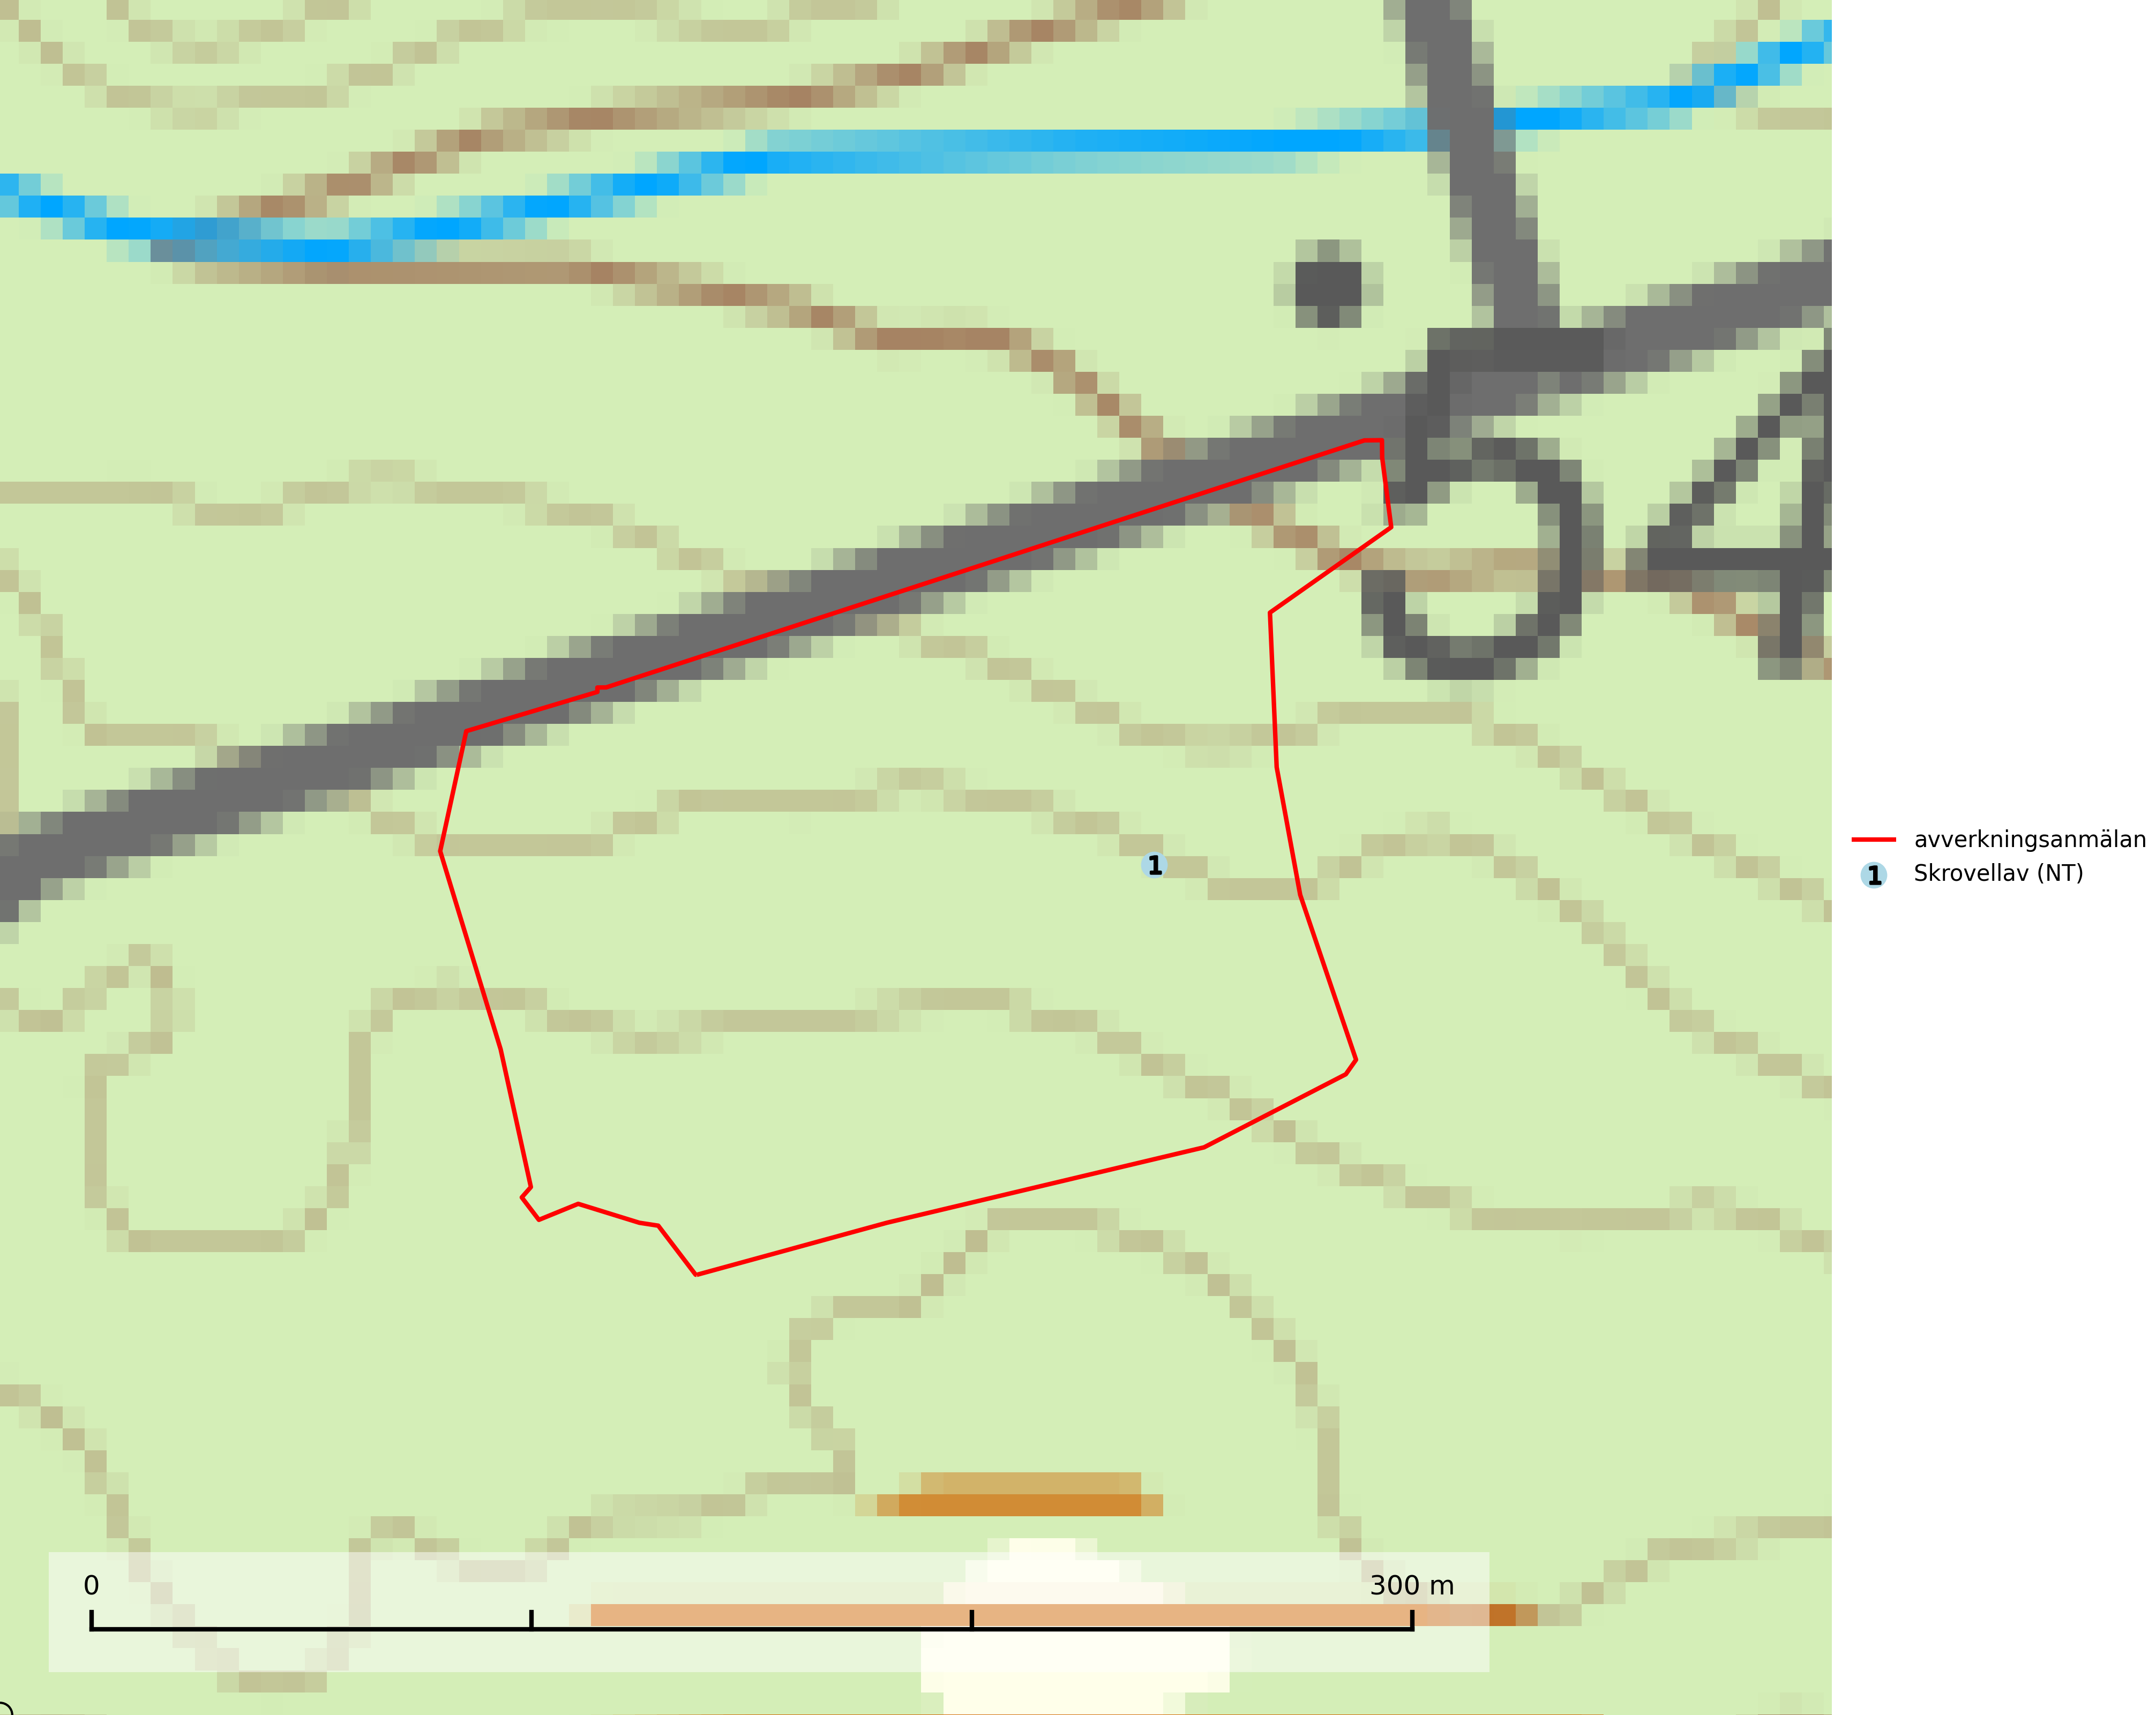 1
avverkningsanmälan
1 Skrovellav (NT)
0 300 m